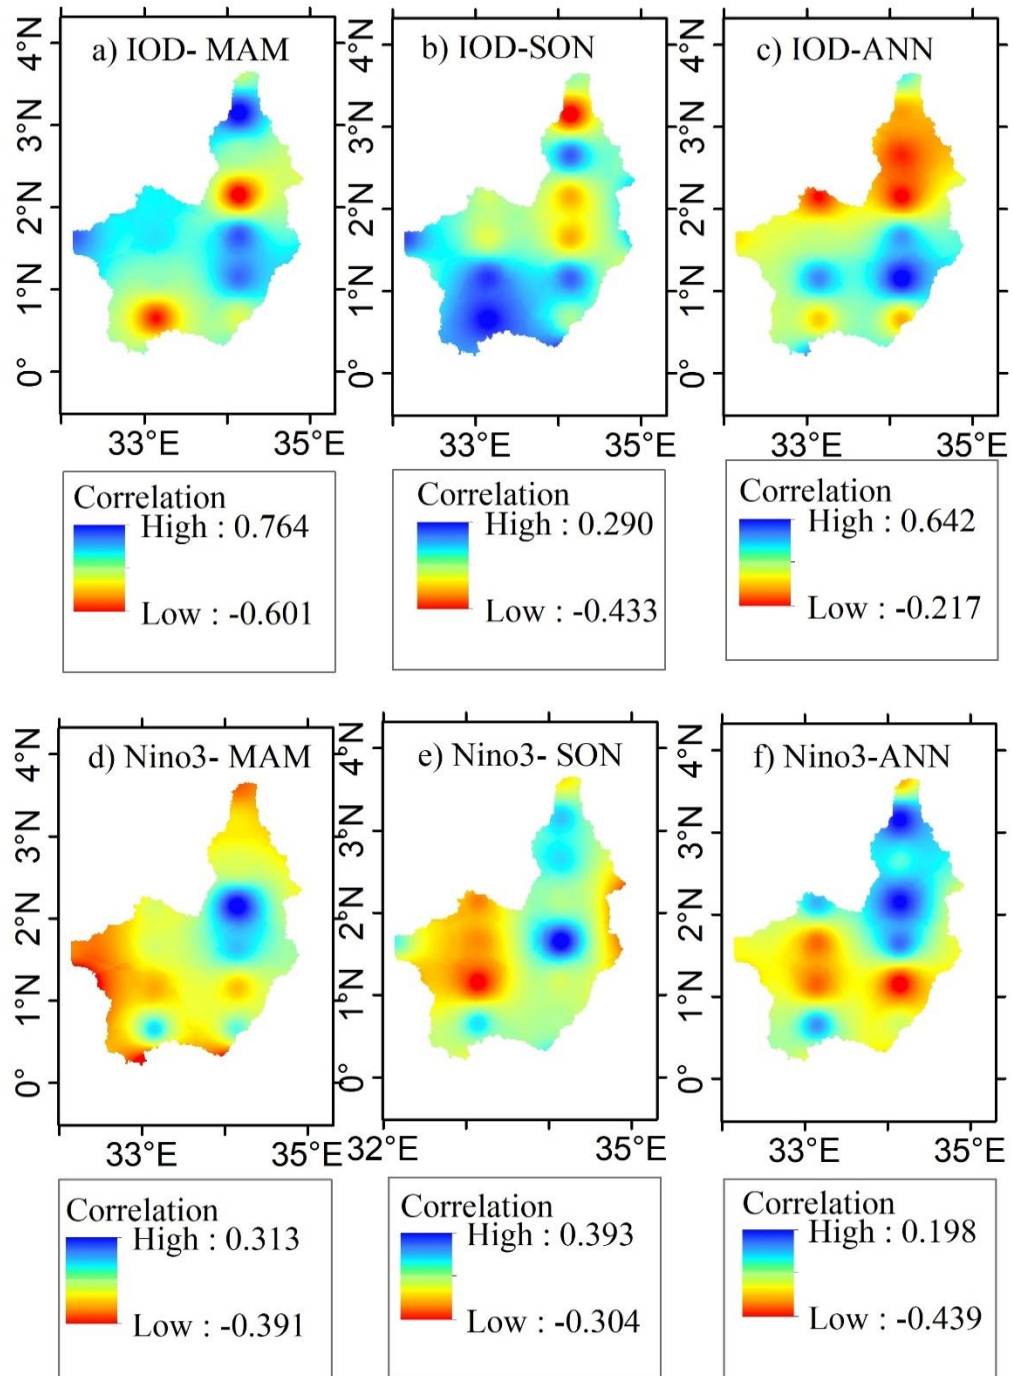 a) IOD- MAM
b) IOD-SON
c) IOD-ANN
4°N
3°N
2°N
1°N
0°
4°N
3°N
2°N
1°N
0°
4°N
3°N
2°N
1°N
0°
33°E 35°E
33°E 35°E
33°E 35°E
Correlation
High : 0.764
Low : -0.601
Correlation
High : 0.290
Low : -0.433
Correlation
High : 0.642
Low : -0.217
d) Nino3- MAM
e) Nino3- SON
f) Nino3-ANN
4°N
3°N
2°N
1°N
0°
4°N
3°N
2°N
1°N
0°
4°N
3°N
2°N
1°N
0°
33°E 35°E
32°E 35°E
33°E 35°E
Correlation
High : 0.313
Low : -0.391
Correlation
High : 0.393
Low : -0.304
Correlation
High : 0.198
Low : -0.439